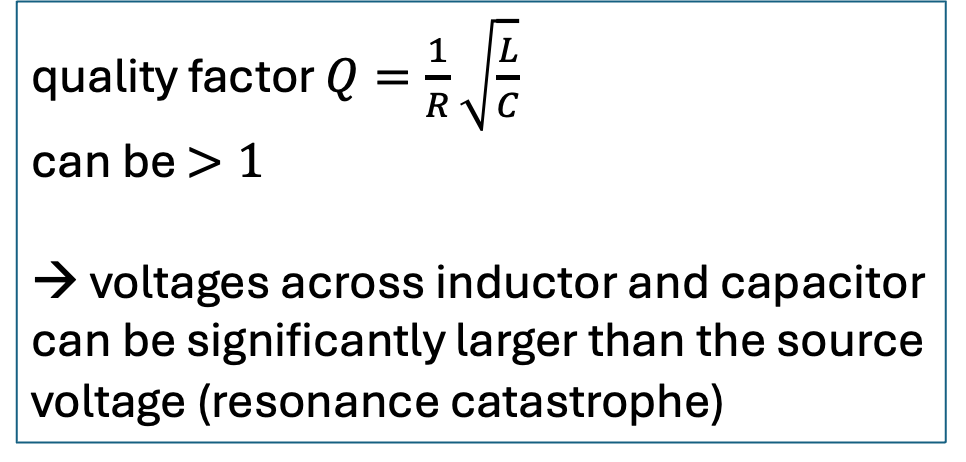 quality factor Q = 1/R √(L/C)
can be > 1
→ voltages across inductor and capacitor
can be significantly larger than the source
voltage (resonance catastrophe)